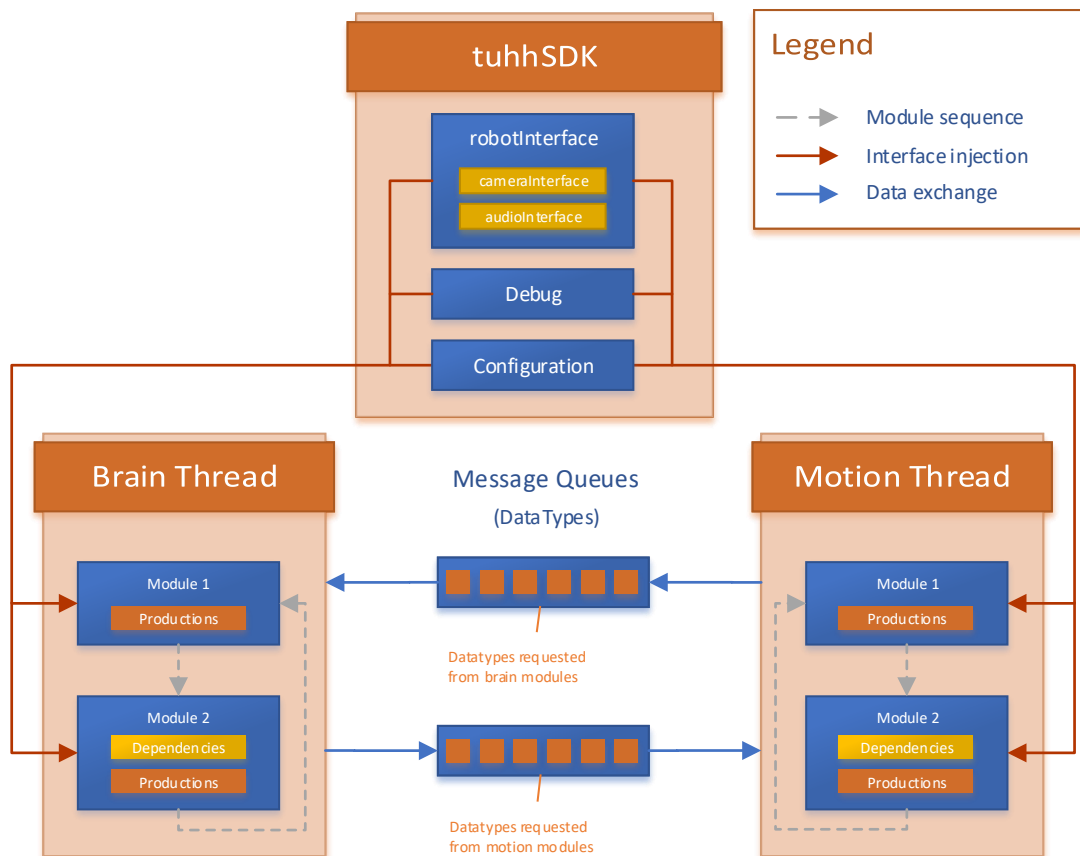 tuhhSDK
Legend
Module sequence
Interface injection
Data exchange
robotInterface
cameraInterface
audioInterface
Debug
Configuration
Brain Thread
Message Queues
(DataTypes)
Motion Thread
Module 1
Productions
Module 2
Dependencies
Productions
Datatypes requested
from brain modules
Datatypes requested
from motion modules
Module 1
Productions
Module 2
Dependencies
Productions